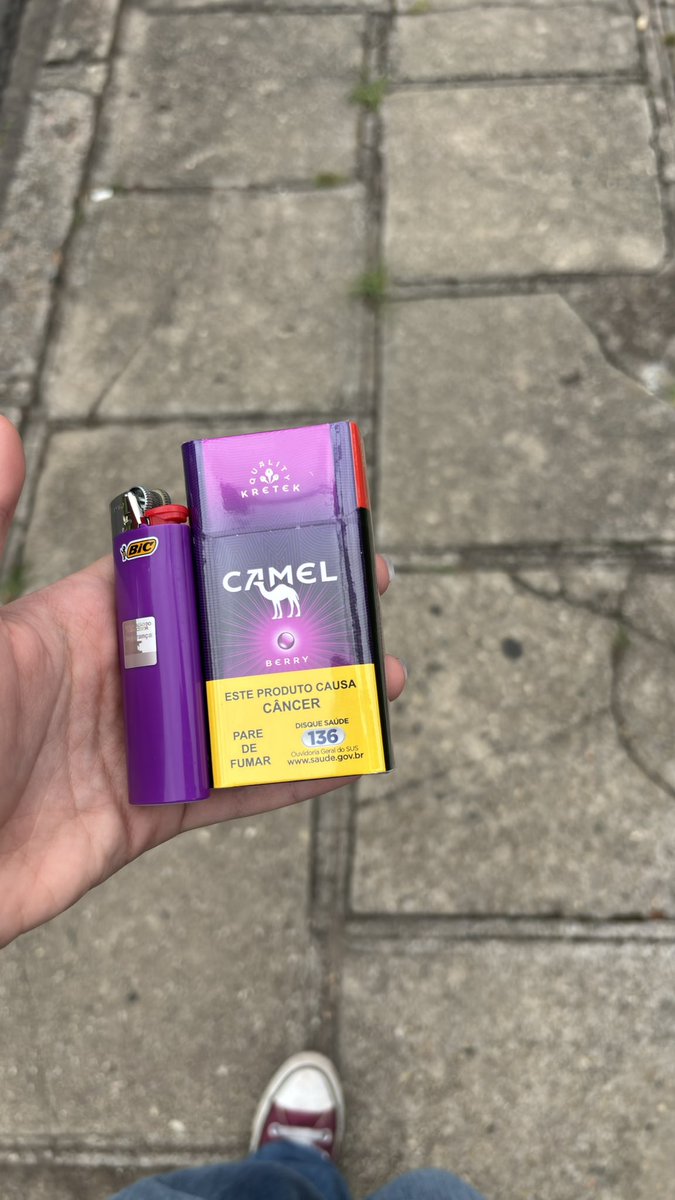 QUALITY
KRETEK
CAMEL
BERRY
BIC
ESTE PRODUTO CAUSA
CÂNCER
PARE
DE
FUMAR
DISQUE SAÚDE
136
Ouvidoria Geral do SUS
www.saude.gov.br